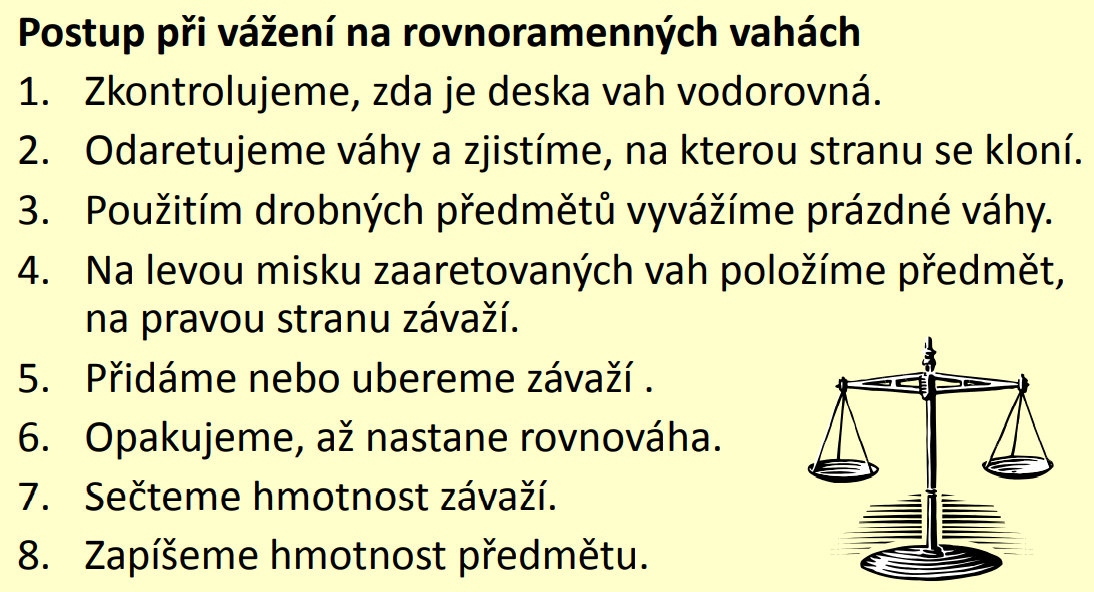 Postup při vážení na rovnoramenných vahách
1. Zkontrolujeme, zda je deska vah vodorovná.
2. Odaretujeme váhy a zjistíme, na kterou stranu se kloní.
3. Použitím drobných předmětů vyvážíme prázdné váhy.
4. Na levou misku zaaretovaných vah položíme předmět,
na pravou stranu závaží.
5. Přidáme nebo ubereme závaží .
6. Opakujeme, až nastane rovnováha.
7. Sečteme hmotnost závaží.
8. Zapíšeme hmotnost předmětu.